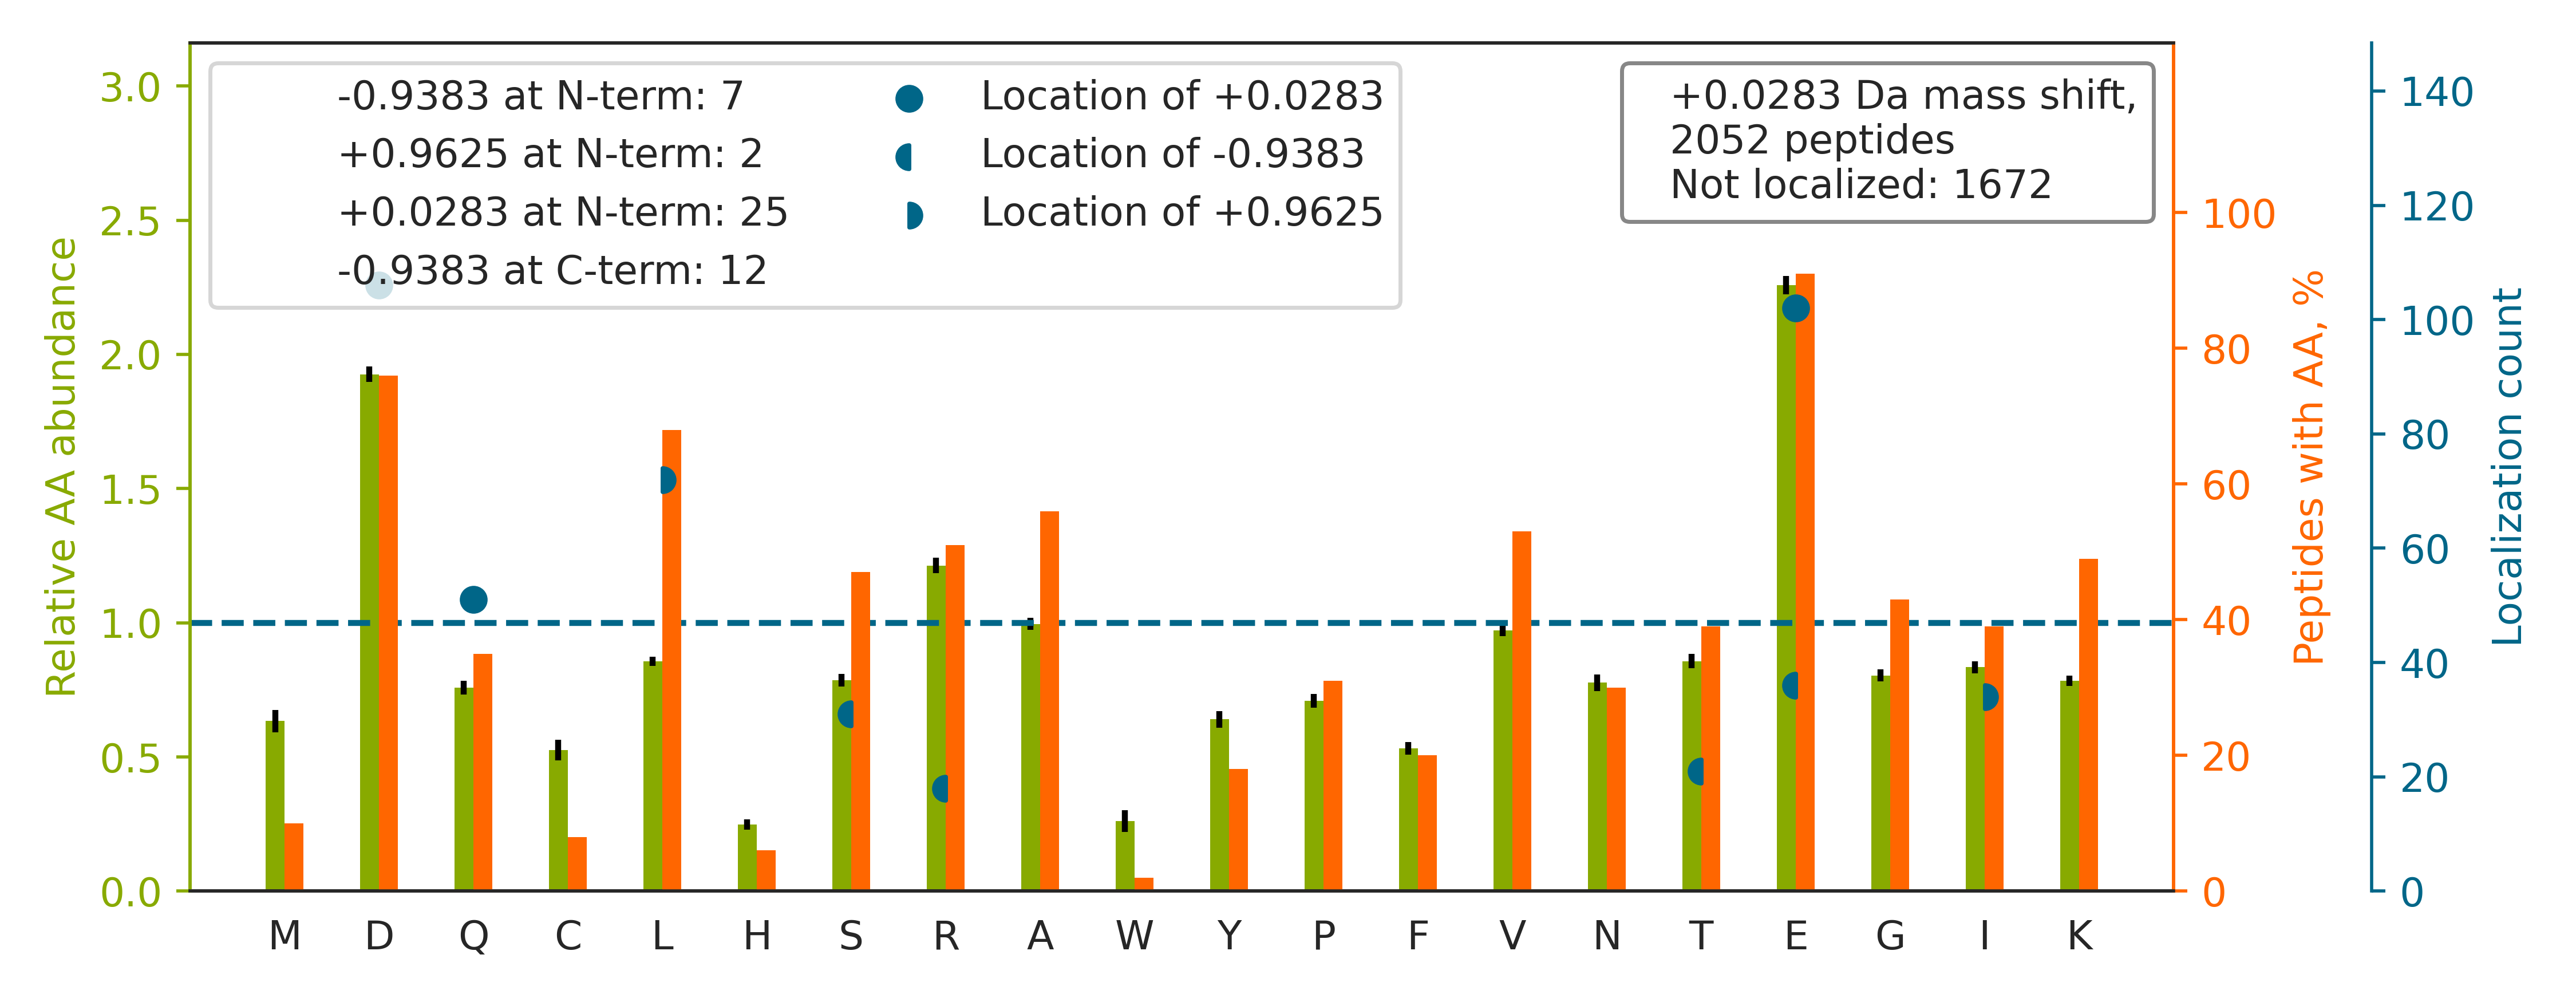 -0.9383 at N-term: 7
+0.9625 at N-term: 2
+0.0283 at N-term: 25
-0.9383 at C-term: 12
Location of +0.0283
Location of -0.9383
Location of +0.9625
+0.0283 Da mass shift,
2052 peptides
Not localized: 1672
Relative AA abundance
3.0
2.5
2.0
1.5
1.0
0.5
0.0
100
80
60
40
20
0
Peptides with AA, %
140
120
100
80
60
40
20
0
Localization count
M D Q C L H S R A W Y P F V N T E G I K